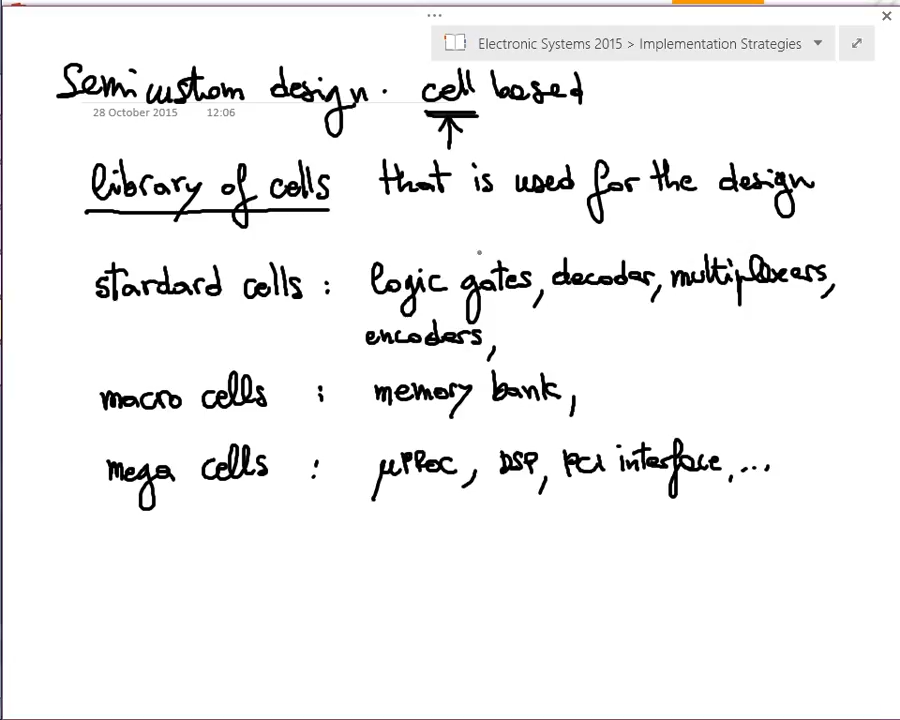 Electronic Systems 2015 > Implementation Strategies
Semicustom design. cell based
28 October 2015 12:06
library of cells that is used for the design
stardard cells : logic gates, decoder, multiplexers,
encoders,
macro cells : memory bank,
mega cells : μPROC, DSP, PCI interface, ...